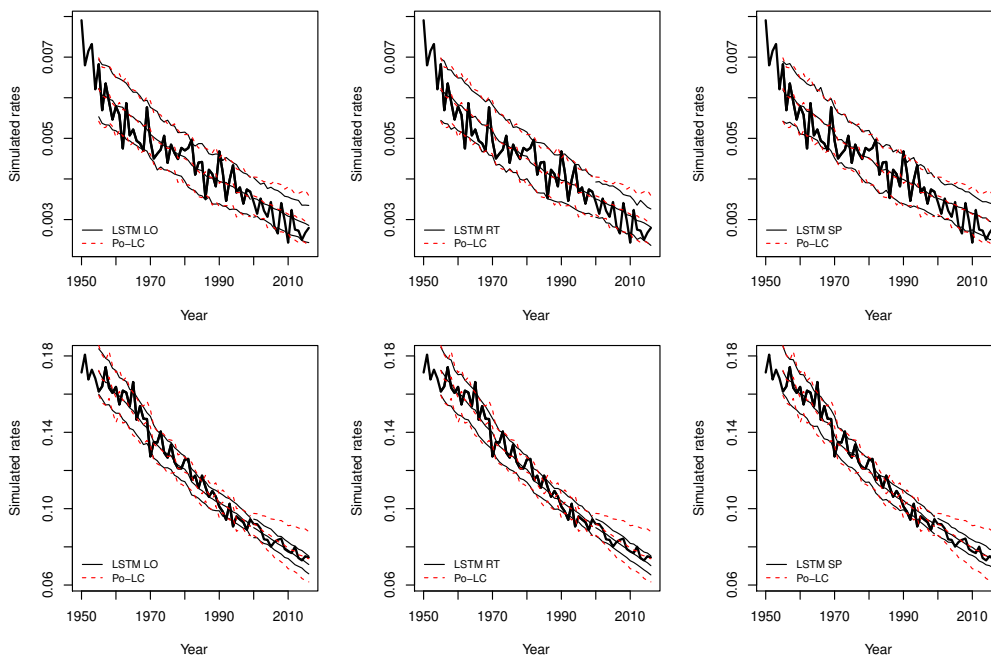 0.007
0.005
0.003
Simulated rates
LSTM LO
Po−LC
1950 1970 1990 2010
Year
0.007
0.005
0.003
Simulated rates
LSTM RT
Po−LC
1950 1970 1990 2010
Year
0.007
0.005
0.003
Simulated rates
LSTM SP
Po−LC
1950 1970 1990 2010
Year
0.18
0.14
0.10
0.06
Simulated rates
LSTM LO
Po−LC
1950 1970 1990 2010
Year
0.18
0.14
0.10
0.06
Simulated rates
LSTM RT
Po−LC
1950 1970 1990 2010
Year
0.18
0.14
0.10
0.06
Simulated rates
LSTM SP
Po−LC
1950 1970 1990 2010
Year